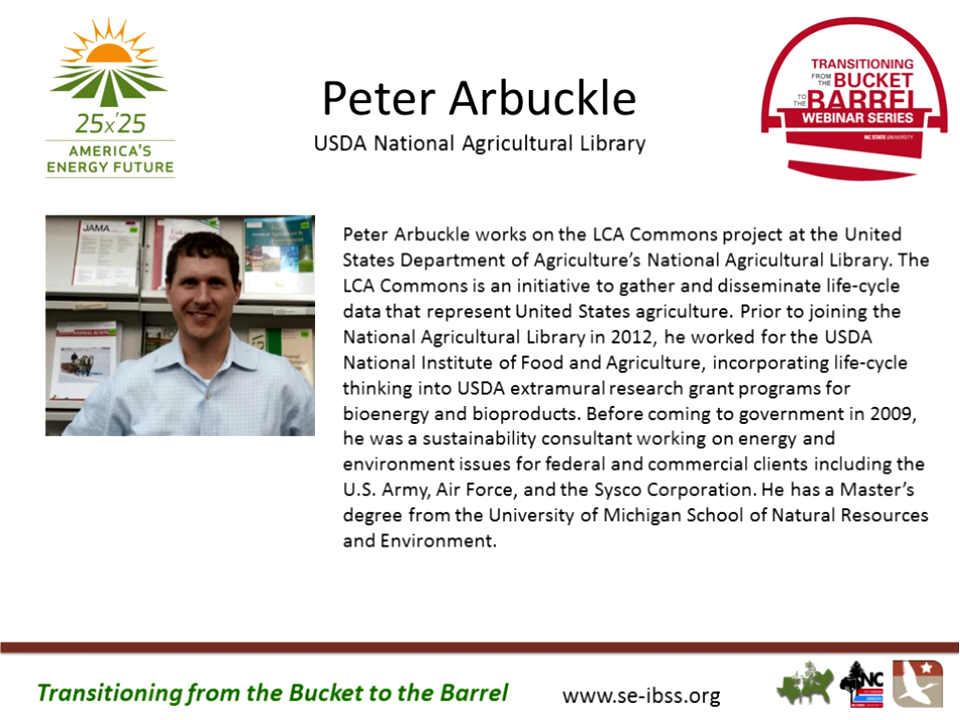 25x'25
AMERICA'S
ENERGY FUTURE
Peter Arbuckle
USDA National Agricultural Library
TRANSITIONING
FROM THE BUCKET
TO THE BARREL
WEBINAR SERIES
NC STATE UNIVERSITY
JAMA
Peter Arbuckle works on the LCA Commons project at the United
States Department of Agriculture’s National Agricultural Library. The
LCA Commons is an initiative to gather and disseminate life-cycle
data that represent United States agriculture. Prior to joining the
National Agricultural Library in 2012, he worked for the USDA
National Institute of Food and Agriculture, incorporating life-cycle
thinking into USDA extramural research grant programs for
bioenergy and bioproducts. Before coming to government in 2009,
he was a sustainability consultant working on energy and
environment issues for federal and commercial clients including the
U.S. Army, Air Force, and the Sysco Corporation. He has a Master’s
degree from the University of Michigan School of Natural Resources
and Environment.
Transitioning from the Bucket to the Barrel
www.se-ibss.org
NC